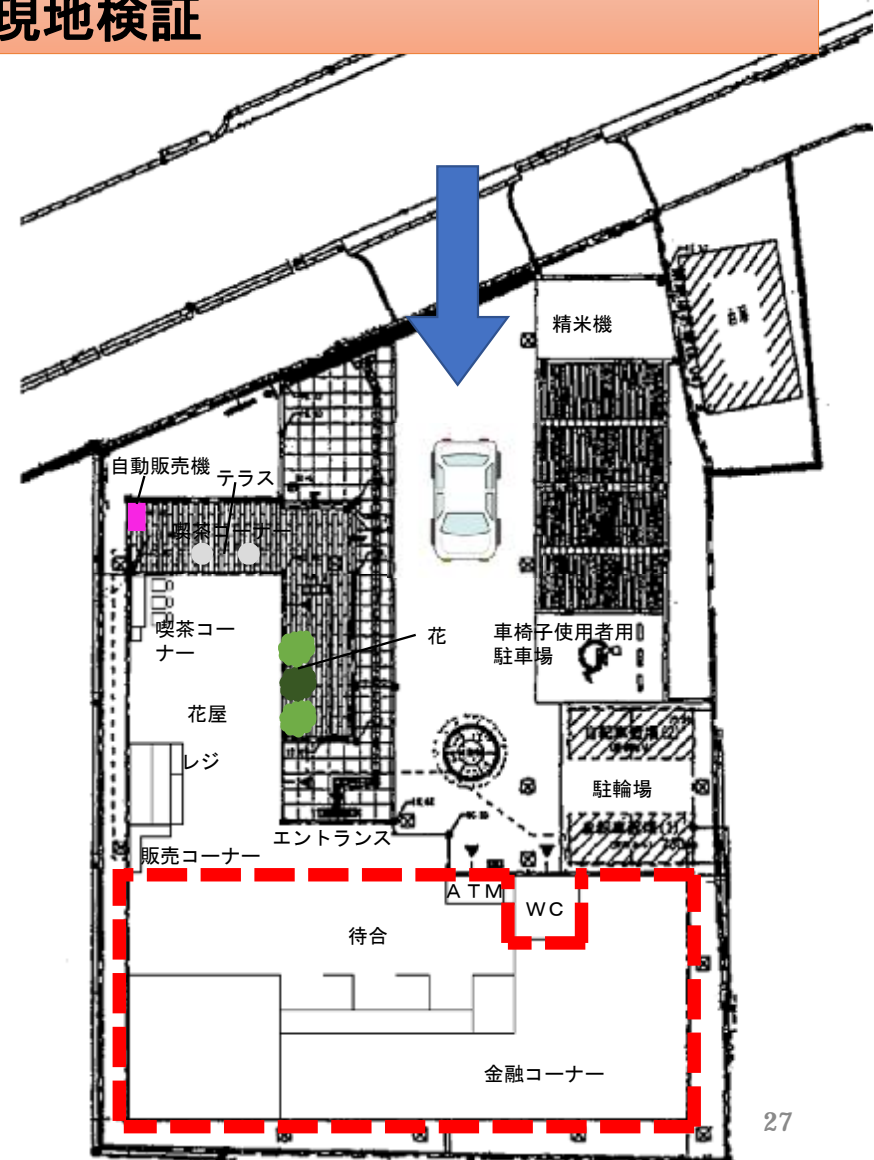 現地検証
精米機
自動販売機
テラス
喫茶コーナー
喫茶コー
ナー
花
車椅子使用者用
駐車場
花屋
レジ
駐輪場
エントランス
販売コーナー
ATM
WC
待合
金融コーナー
27